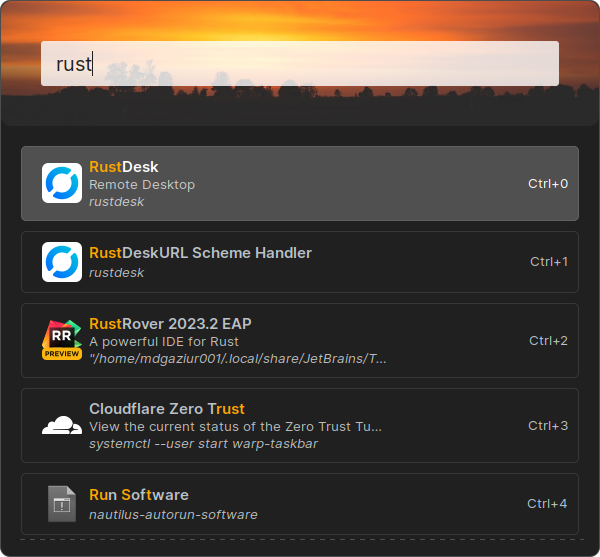 rust
RustDesk
Remote Desktop
rustdesk
Ctrl+0
RustDeskURL Scheme Handler
rustdesk
Ctrl+1
RR
PREVIEW
RustRover 2023.2 EAP
A powerful IDE for Rust
"/home/mdgaziur001/.local/share/JetBrains/T...
Ctrl+2
Cloudflare Zero Trust
View the current status of the Zero Trust Tu...
systemctl --user start warp-taskbar
Ctrl+3
Run Software
nautilus-autorun-software
Ctrl+4